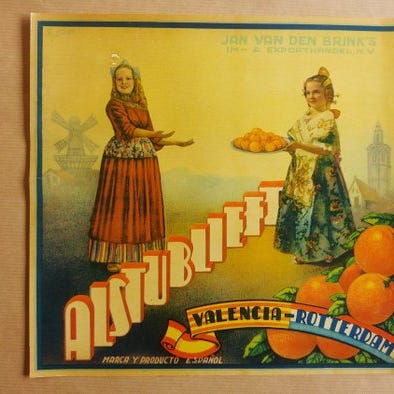 JAN VAN DEN BRINK'S
IM- & EXPORTHANDEL, N.V.
ALSTUBLIEFT
VALENCIA-ROTTERDAM
MARCA Y PRODUCTO ESPAÑOL